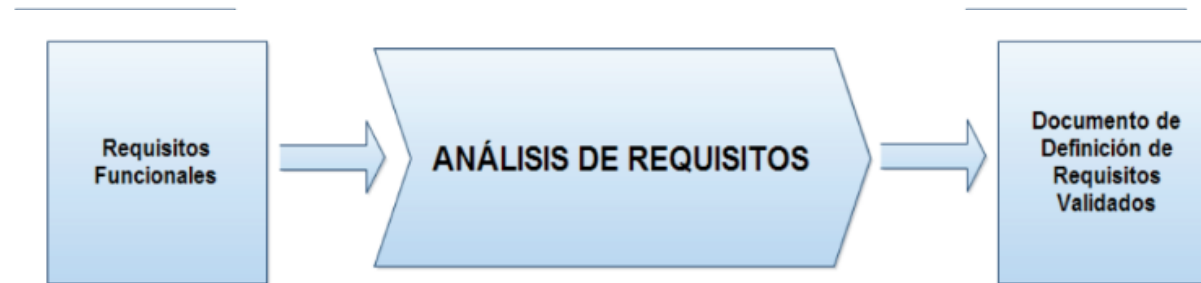 Requisitos
Funcionales
ANÁLISIS DE REQUISITOS
Documento de
Definición de
Requisitos
Validados